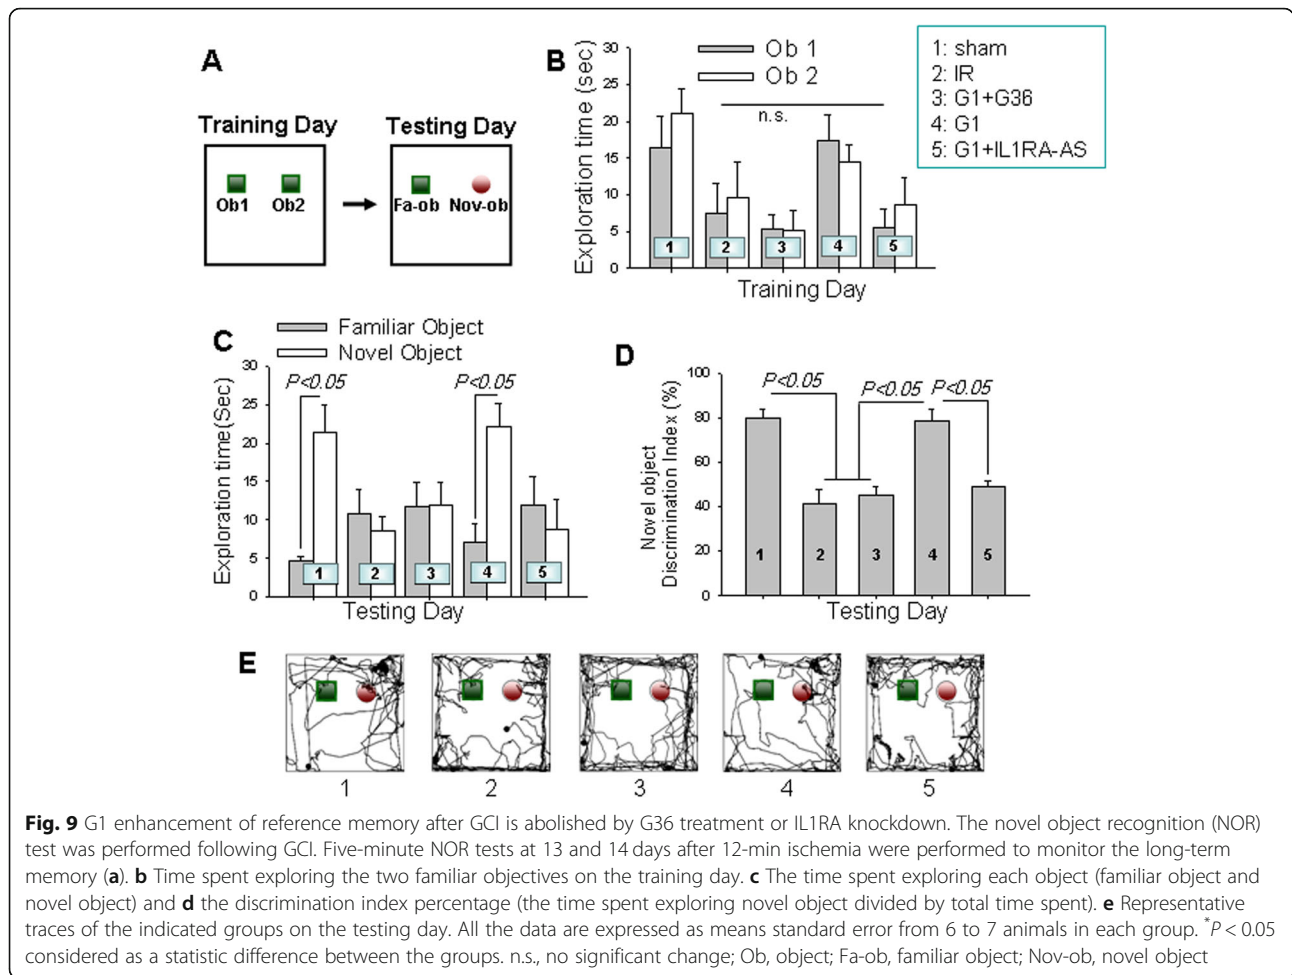 A
Training Day
Testing Day
Ob1
Ob2
Fa-ob
Nov-ob
B
Exploration time (sec)
30
25
20
15
10
5
0
Ob 1
Ob 2
n.s.
1
2
3
4
5
Training Day
1: sham
2: IR
3: G1+G36
4: G1
5: G1+IL1RA-AS
C
Familiar Object
Novel Object
Exploration time(Sec)
30
25
20
15
10
5
0
P<0.05
P<0.05
1
2
3
4
5
Testing Day
D
Novel object
Discrimination Index (%)
100
80
60
40
20
0
P<0.05
P<0.05
P<0.05
1
2
3
4
5
Testing Day
E
1
2
3
4
5
Fig. 9 G1 enhancement of reference memory after GCI is abolished by G36 treatment or IL1RA knockdown. The novel object recognition (NOR)
test was performed following GCI. Five-minute NOR tests at 13 and 14 days after 12-min ischemia were performed to monitor the long-term
memory (a). b Time spent exploring the two familiar objectives on the training day. c The time spent exploring each object (familiar object and
novel object) and d the discrimination index percentage (the time spent exploring novel object divided by total time spent). e Representative
traces of the indicated groups on the testing day. All the data are expressed as means standard error from 6 to 7 animals in each group. *P < 0.05
considered as a statistic difference between the groups. n.s., no significant change; Ob, object; Fa-ob, familiar object; Nov-ob, novel object